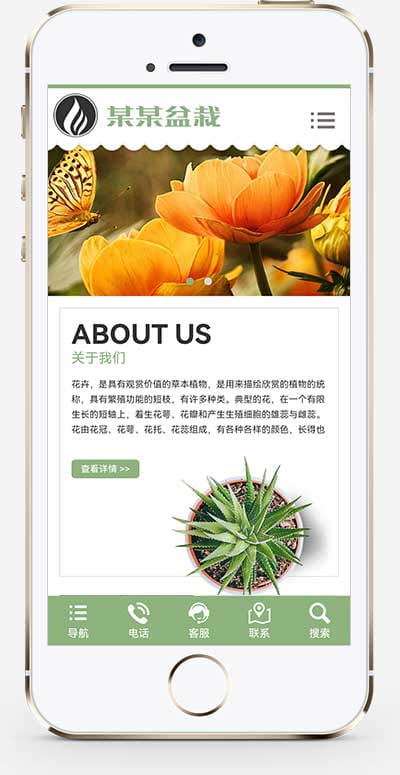 某某盆栽
ABOUT US
关于我们
花卉，是具有观赏价值的草本植物，是用来描绘欣赏的植物的统
称，具有繁殖功能的短枝，有许多种类。典型的花，在一个有限
生长的短轴上，着生花萼、花瓣和产生生殖细胞的雄蕊与雌蕊。
花由花冠、花萼、花托、花蕊组成，有各种各样的颜色，长得也
查看详情 >>
导航 电话 客服 联系 搜索